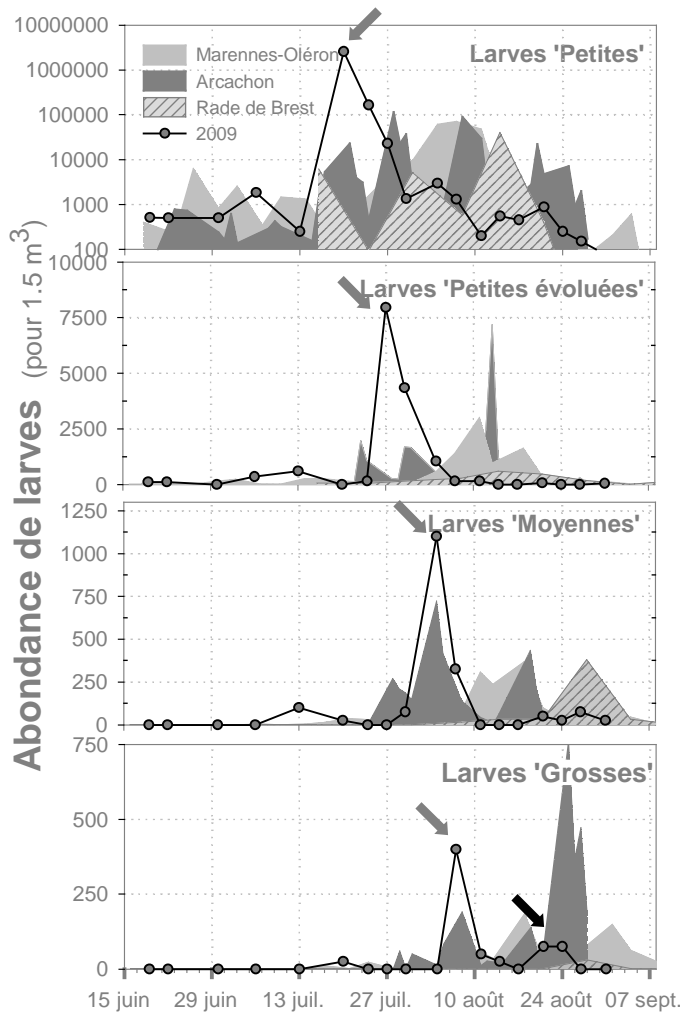 Abondance de larves (pour 1.5 m³)
10000000
1000000
100000
10000
1000
100
Larves 'Petites'
Marennes-Oléron
Arcachon
Rade de Brest
2009
10000
7500
5000
2500
0
Larves 'Petites évoluées'
1250
1000
750
500
250
0
Larves 'Moyennes'
750
500
250
0
Larves 'Grosses'
15 juin 29 juin 13 juil. 27 juil. 10 août 24 août 07 sept.